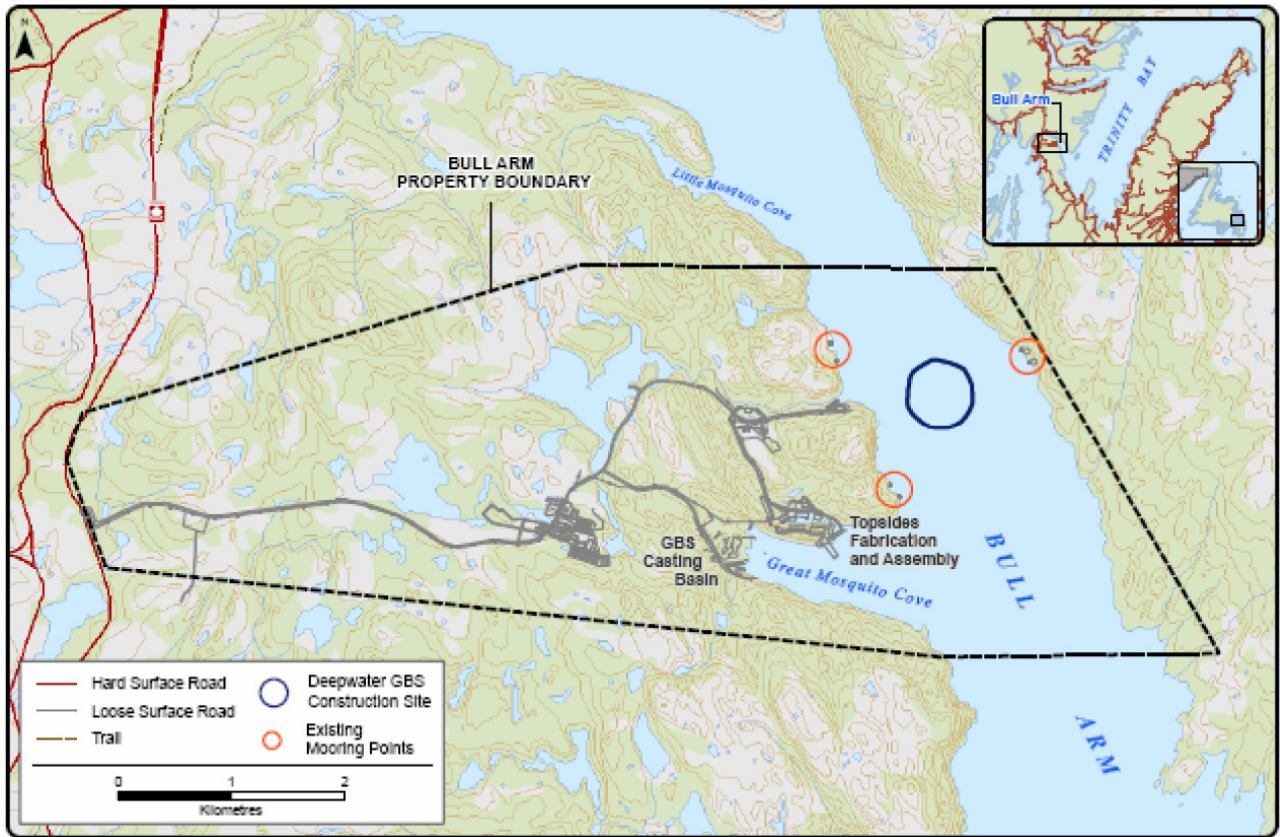 N
Bull Arm
TRINITY BAY
BULL ARM
PROPERTY BOUNDARY
Little Mosquito Cove
Topsides
Fabrication
and Assembly
GBS
Casting
Basin
Great Mosquito Cove
BULL
ARM
Hard Surface Road
Loose Surface Road
Trail
Deepwater GBS
Construction Site
Existing
Mooring Points
0 1 2
Kilometres